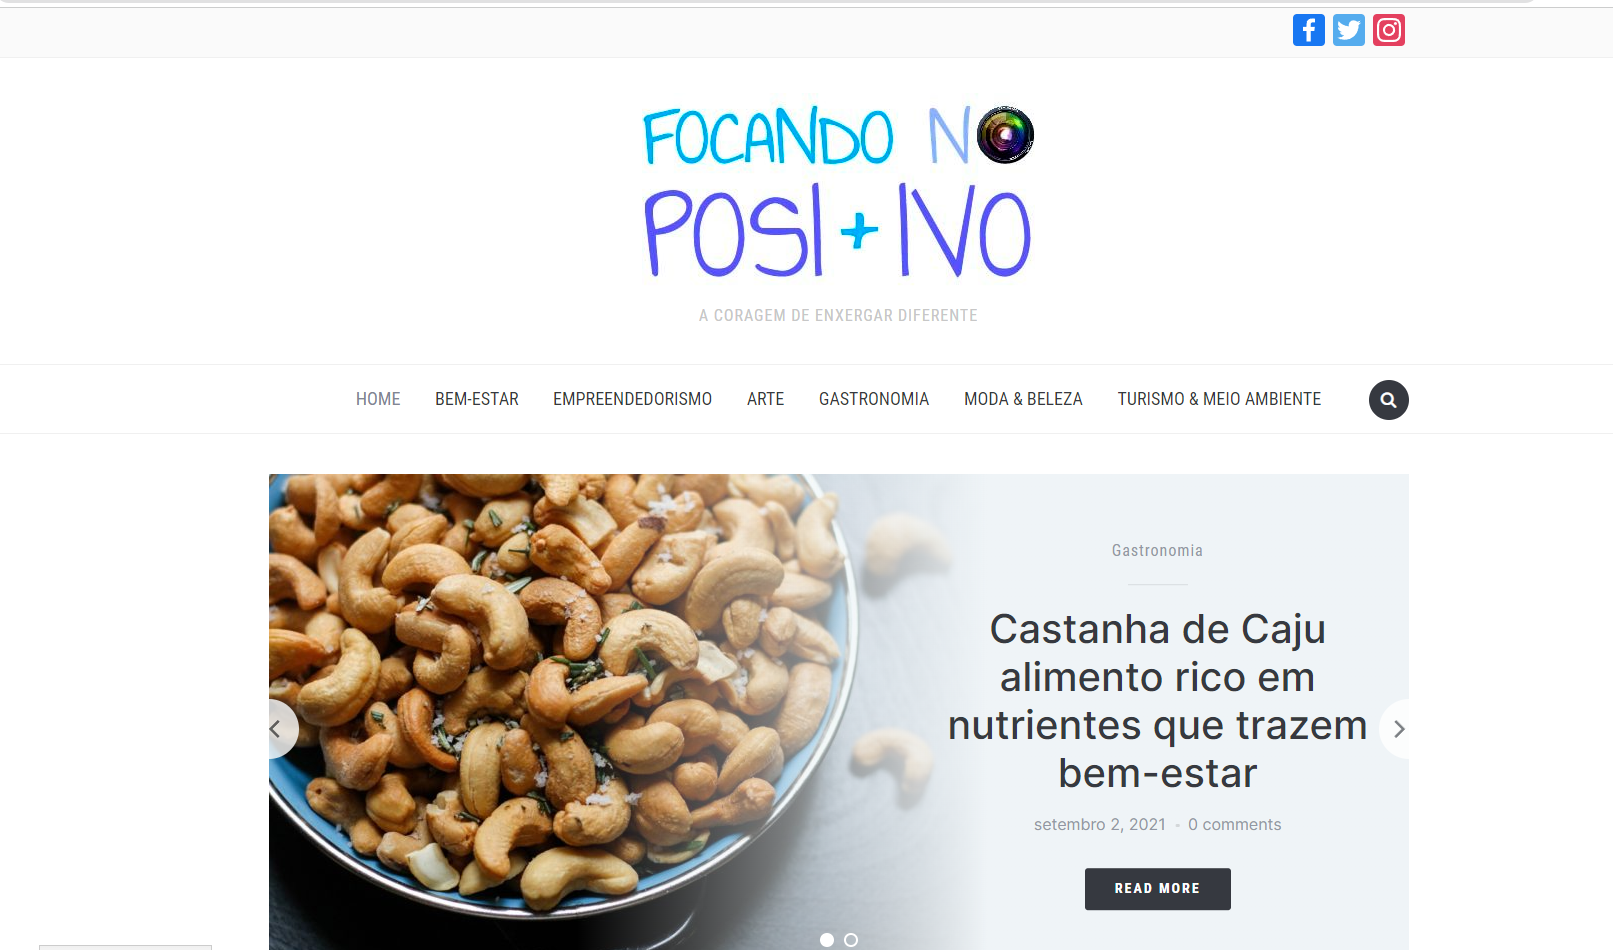 FOCANDO NO
POSI+IVO
A CORAGEM DE ENXERGAR DIFERENTE
HOME BEM-ESTAR EMPREENDEDORISMO ARTE GASTRONOMIA MODA & BELEZA TURISMO & MEIO AMBIENTE
Gastronomia
Castanha de Caju
alimento rico em
nutrientes que trazem
bem-estar
setembro 2, 2021 • 0 comments
READ MORE